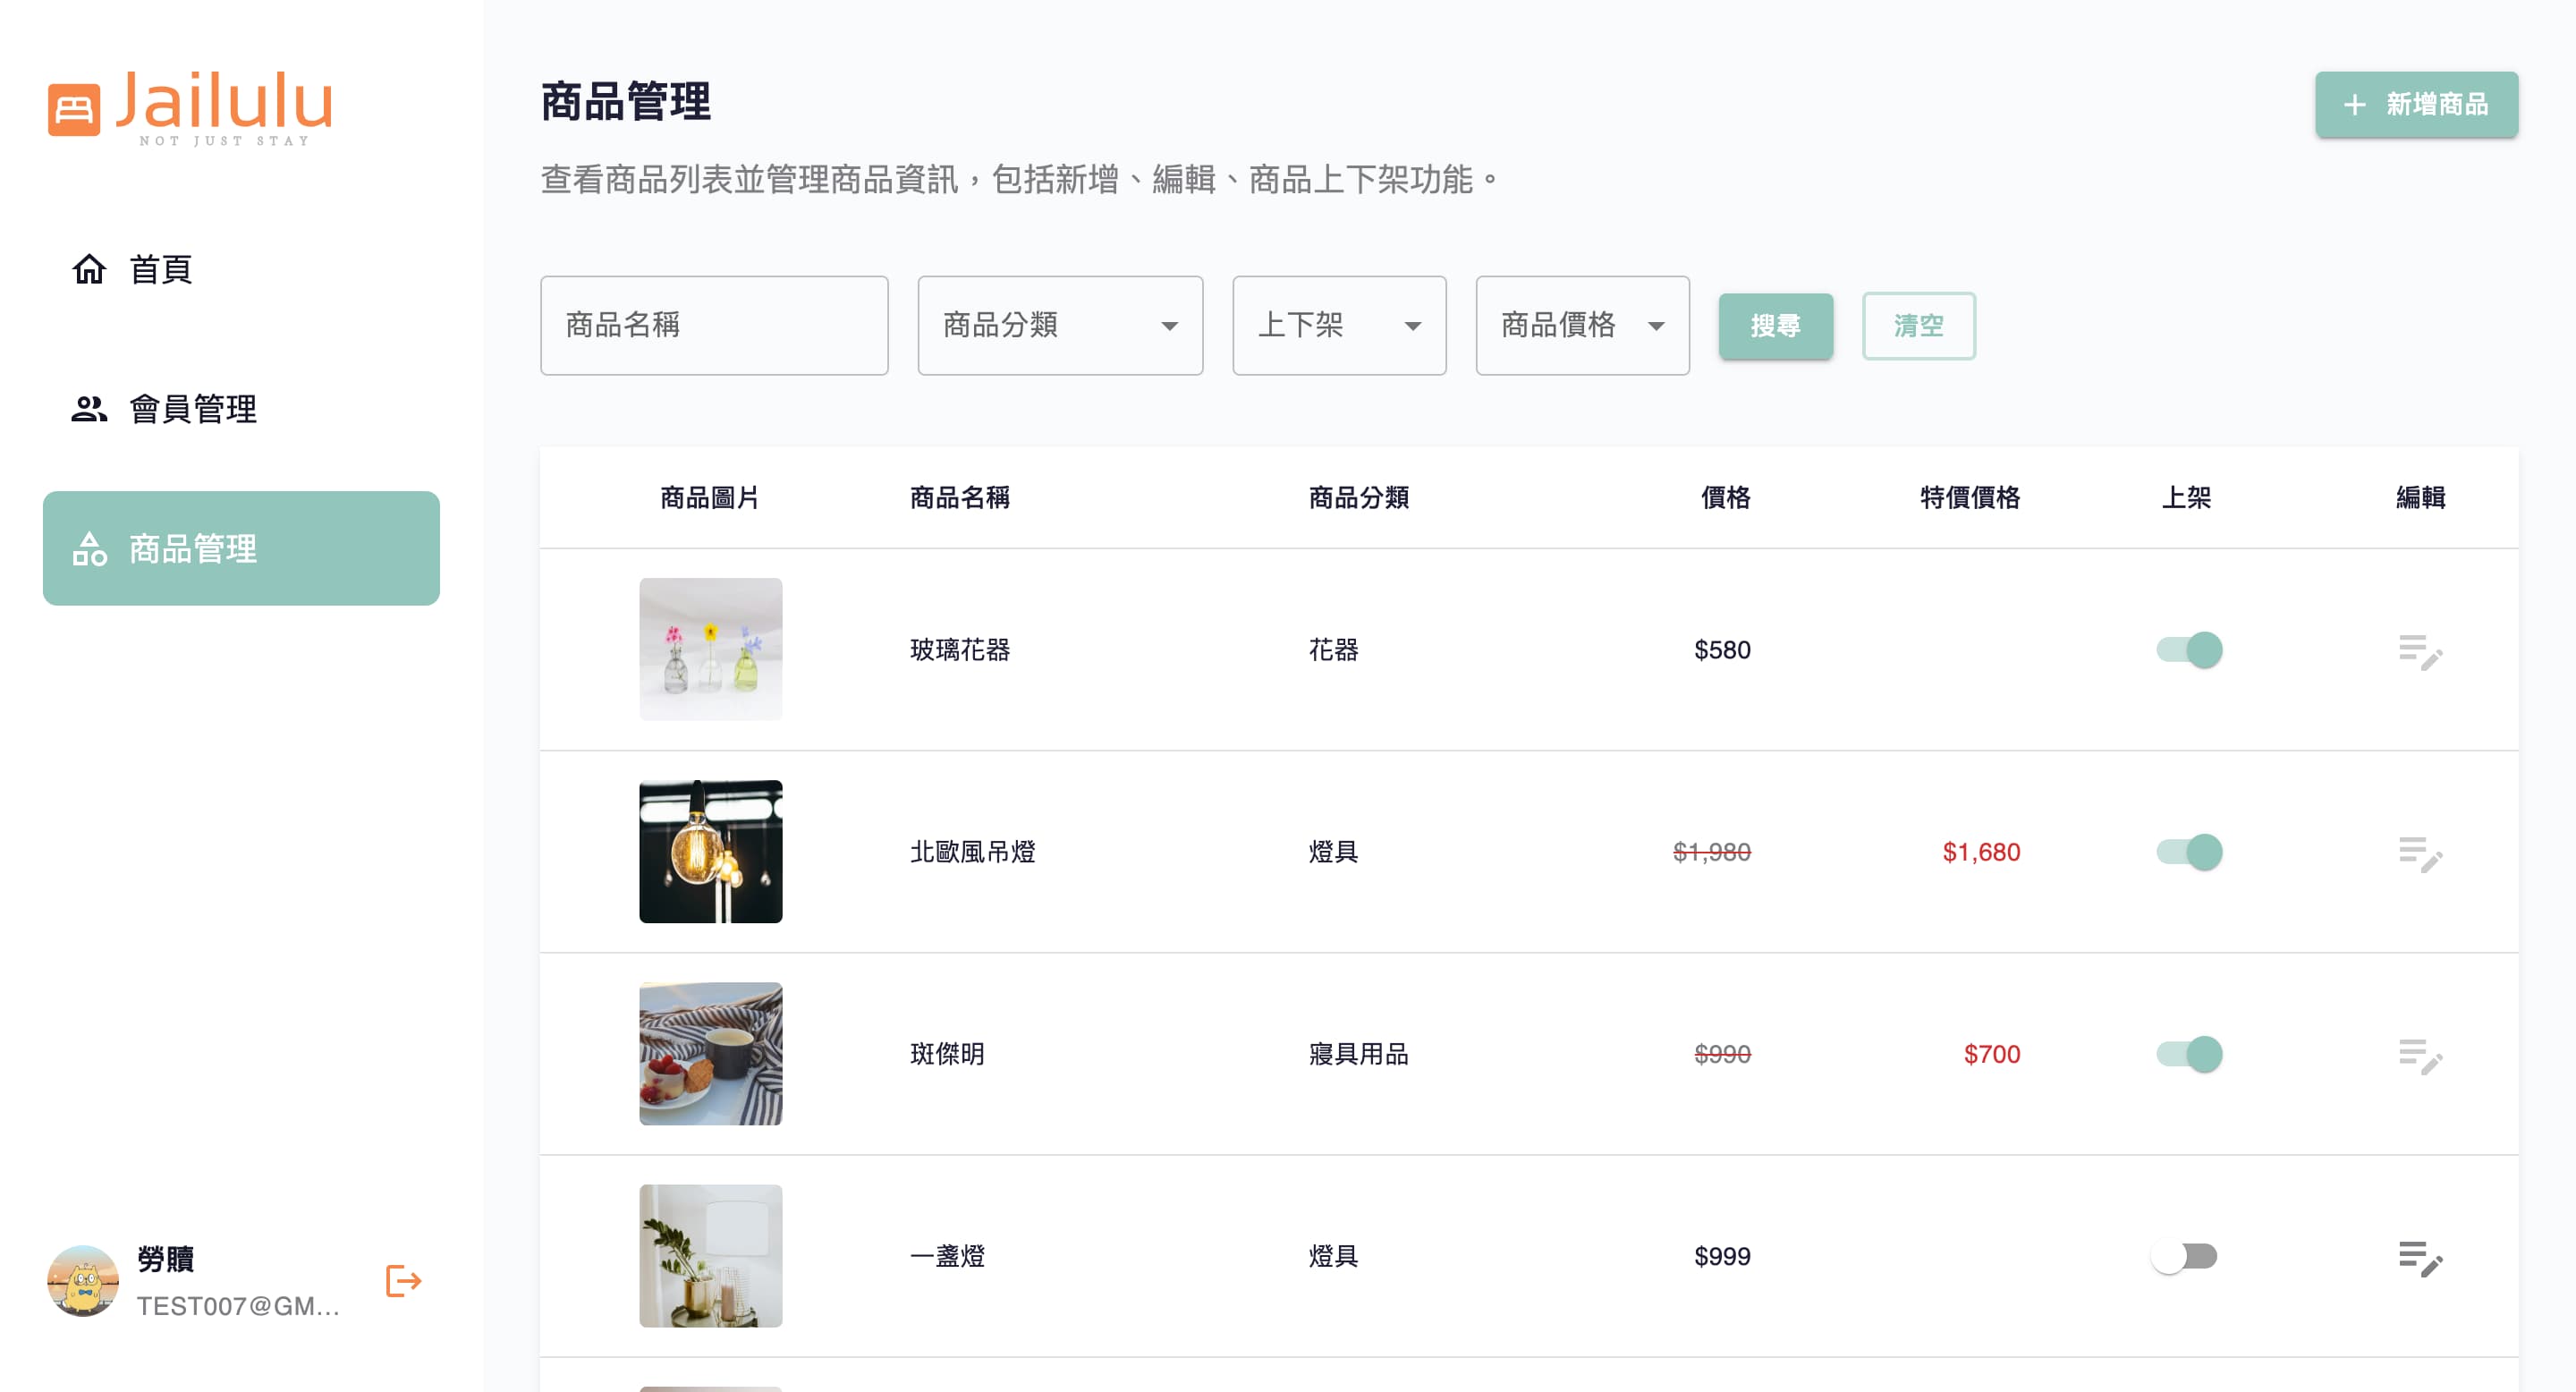 Jailulu
NOT JUST STAY
首頁
會員管理
商品管理
勞贖
TEST007@GM...
商品管理
查看商品列表並管理商品資訊，包括新增、編輯、商品上下架功能。
新增商品
商品名稱 商品分類 上下架 商品價格 搜尋 清空
商品圖片 商品名稱 商品分類 價格 特價價格 上架 編輯
玻璃花器 花器 $580
北歐風吊燈 燈具 $1,980 $1,680
斑傑明 寢具用品 $990 $700
一盞燈 燈具 $999